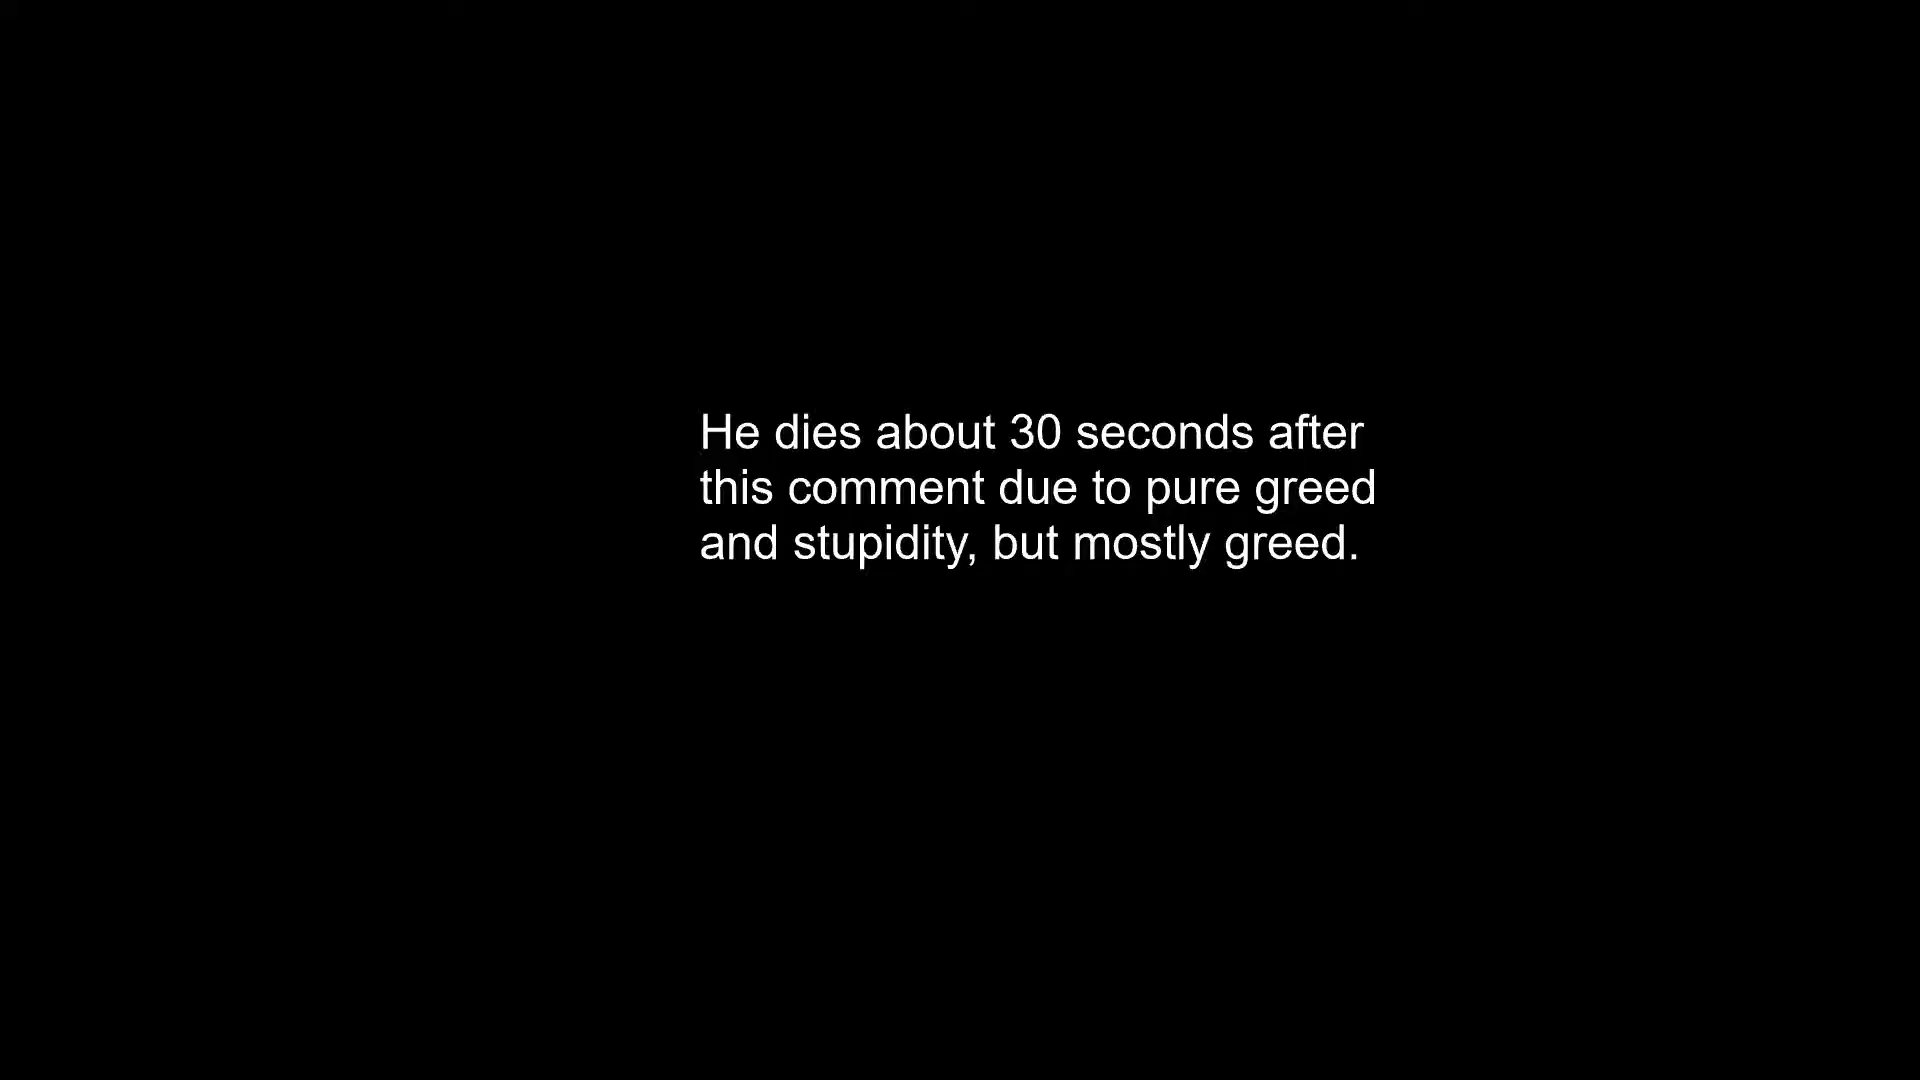 He dies about 30 seconds after
this comment due to pure greed
and stupidity, but mostly greed.